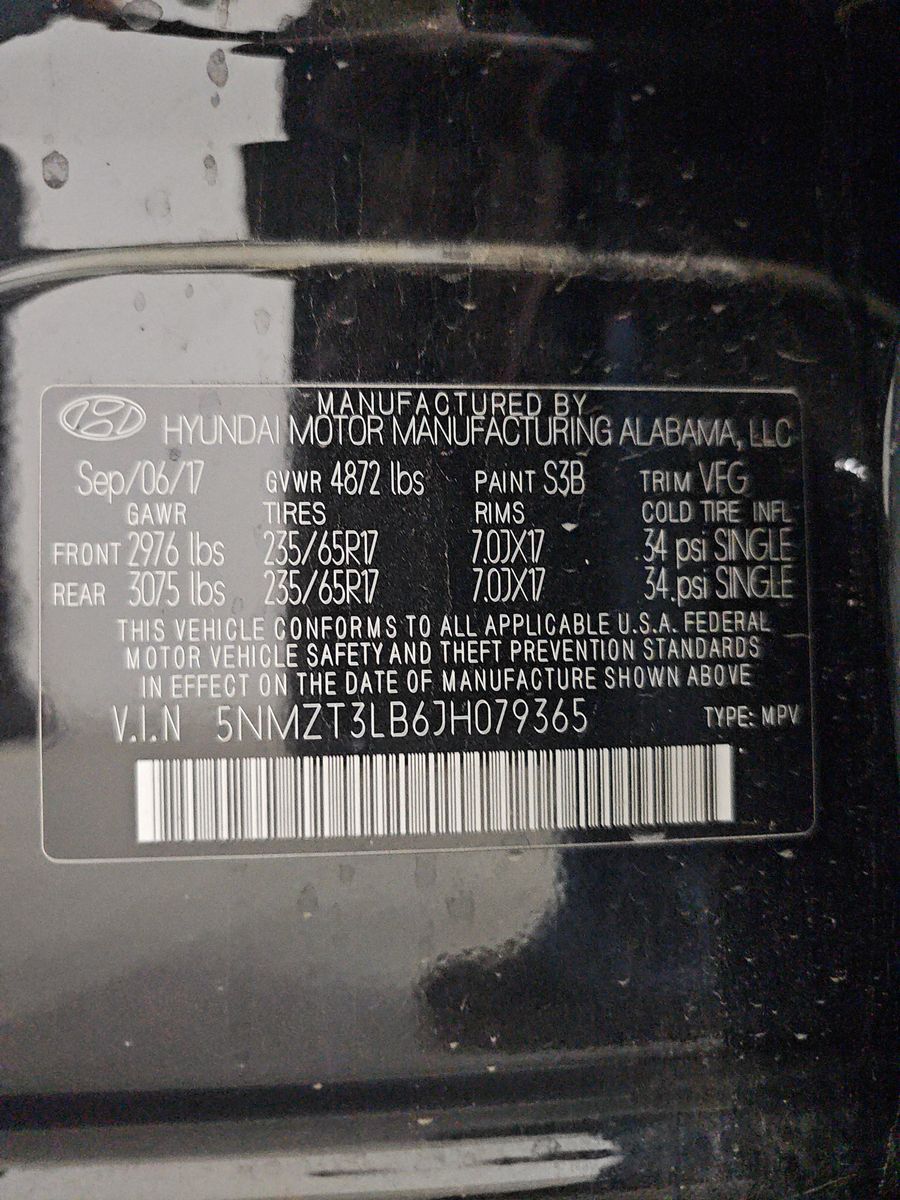 MANUFACTURED BY
HYUNDAI MOTOR MANUFACTURING ALABAMA, LLC
Sep/06/17 GVWR 4872 lbs PAINT S3B TRIM VFG
GAWR TIRES RIMS COLD TIRE INFL
FRONT 2976 lbs 235/65R17 7.0JX17 34 psi SINGLE
REAR 3075 lbs 235/65R17 7.0JX17 34 psi SINGLE
THIS VEHICLE CONFORMS TO ALL APPLICABLE U.S.A. FEDERAL
MOTOR VEHICLE SAFETY AND THEFT PREVENTION STANDARDS
IN EFFECT ON THE DATE OF MANUFACTURE SHOWN ABOVE
V.I.N 5NMZT3LB6JH079365 TYPE: MPV